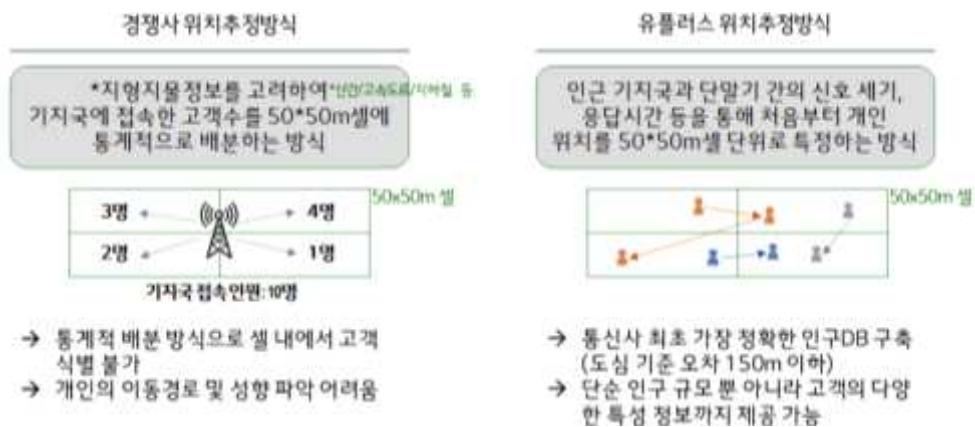 경쟁사 위치추정방식
*지형지물정보를 고려하여
기지국에 접속한 고객수를 50*50m셀에
통계적으로 배분하는 방식
50x50m 셀
3명
4명
2명
1명
기지국 접속인원: 10명
→ 통계적 배분 방식으로 셀 내에서 고객
식별 불가
→ 개인의 이동경로 및 성향 파악 어려움
유플러스 위치추정방식
인근 기지국과 단말기 간의 신호 세기,
응답시간 등을 통해 처음부터 개인
위치를 50*50m셀 단위로 특정하는 방식
50x50m 셀
→ 통신사 최초 가장 정확한 인구DB 구축
(도심 기준 오차 150m 이하)
→ 단순 인구 규모 뿐 아니라 고객의 다양
한 특성 정보까지 제공 가능